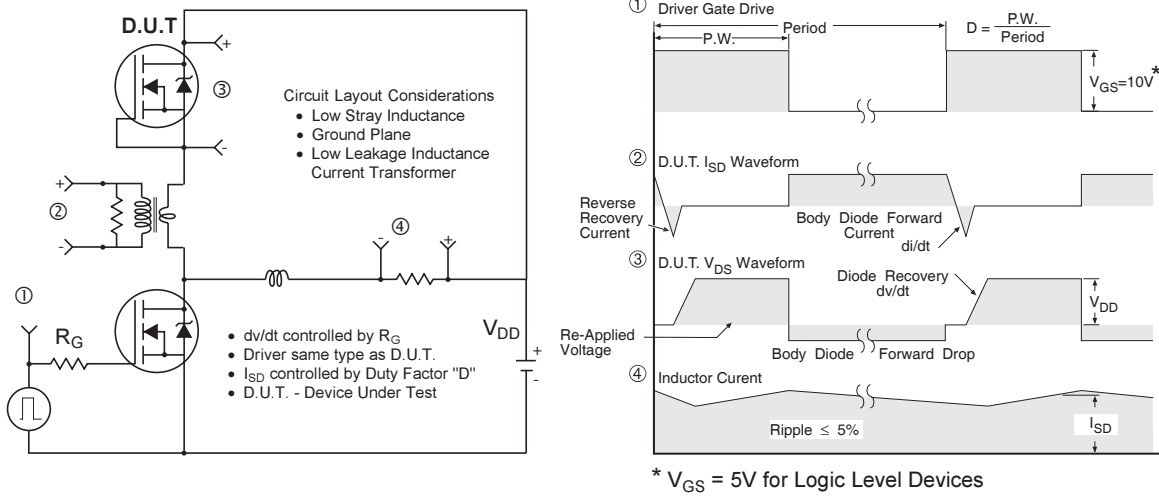 D.U.T
+
③
-
Circuit Layout Considerations
• Low Stray Inductance
• Ground Plane
• Low Leakage Inductance
Current Transformer
+
②
-
④
- +
①
RG
• dv/dt controlled by RG
• Driver same type as D.U.T.
• ISD controlled by Duty Factor "D"
• D.U.T. - Device Under Test
VDD
+
-
① Driver Gate Drive
Period
P.W.
D = P.W.
Period
VGS=10V*
② D.U.T. ISD Waveform
Reverse
Recovery
Current
Body Diode Forward
Current
di/dt
③ D.U.T. VDS Waveform
Diode Recovery
dv/dt
VDD
Re-Applied
Voltage
Body Diode Forward Drop
④ Inductor Curent
ISD
Ripple ≤ 5%
* VGS = 5V for Logic Level Devices